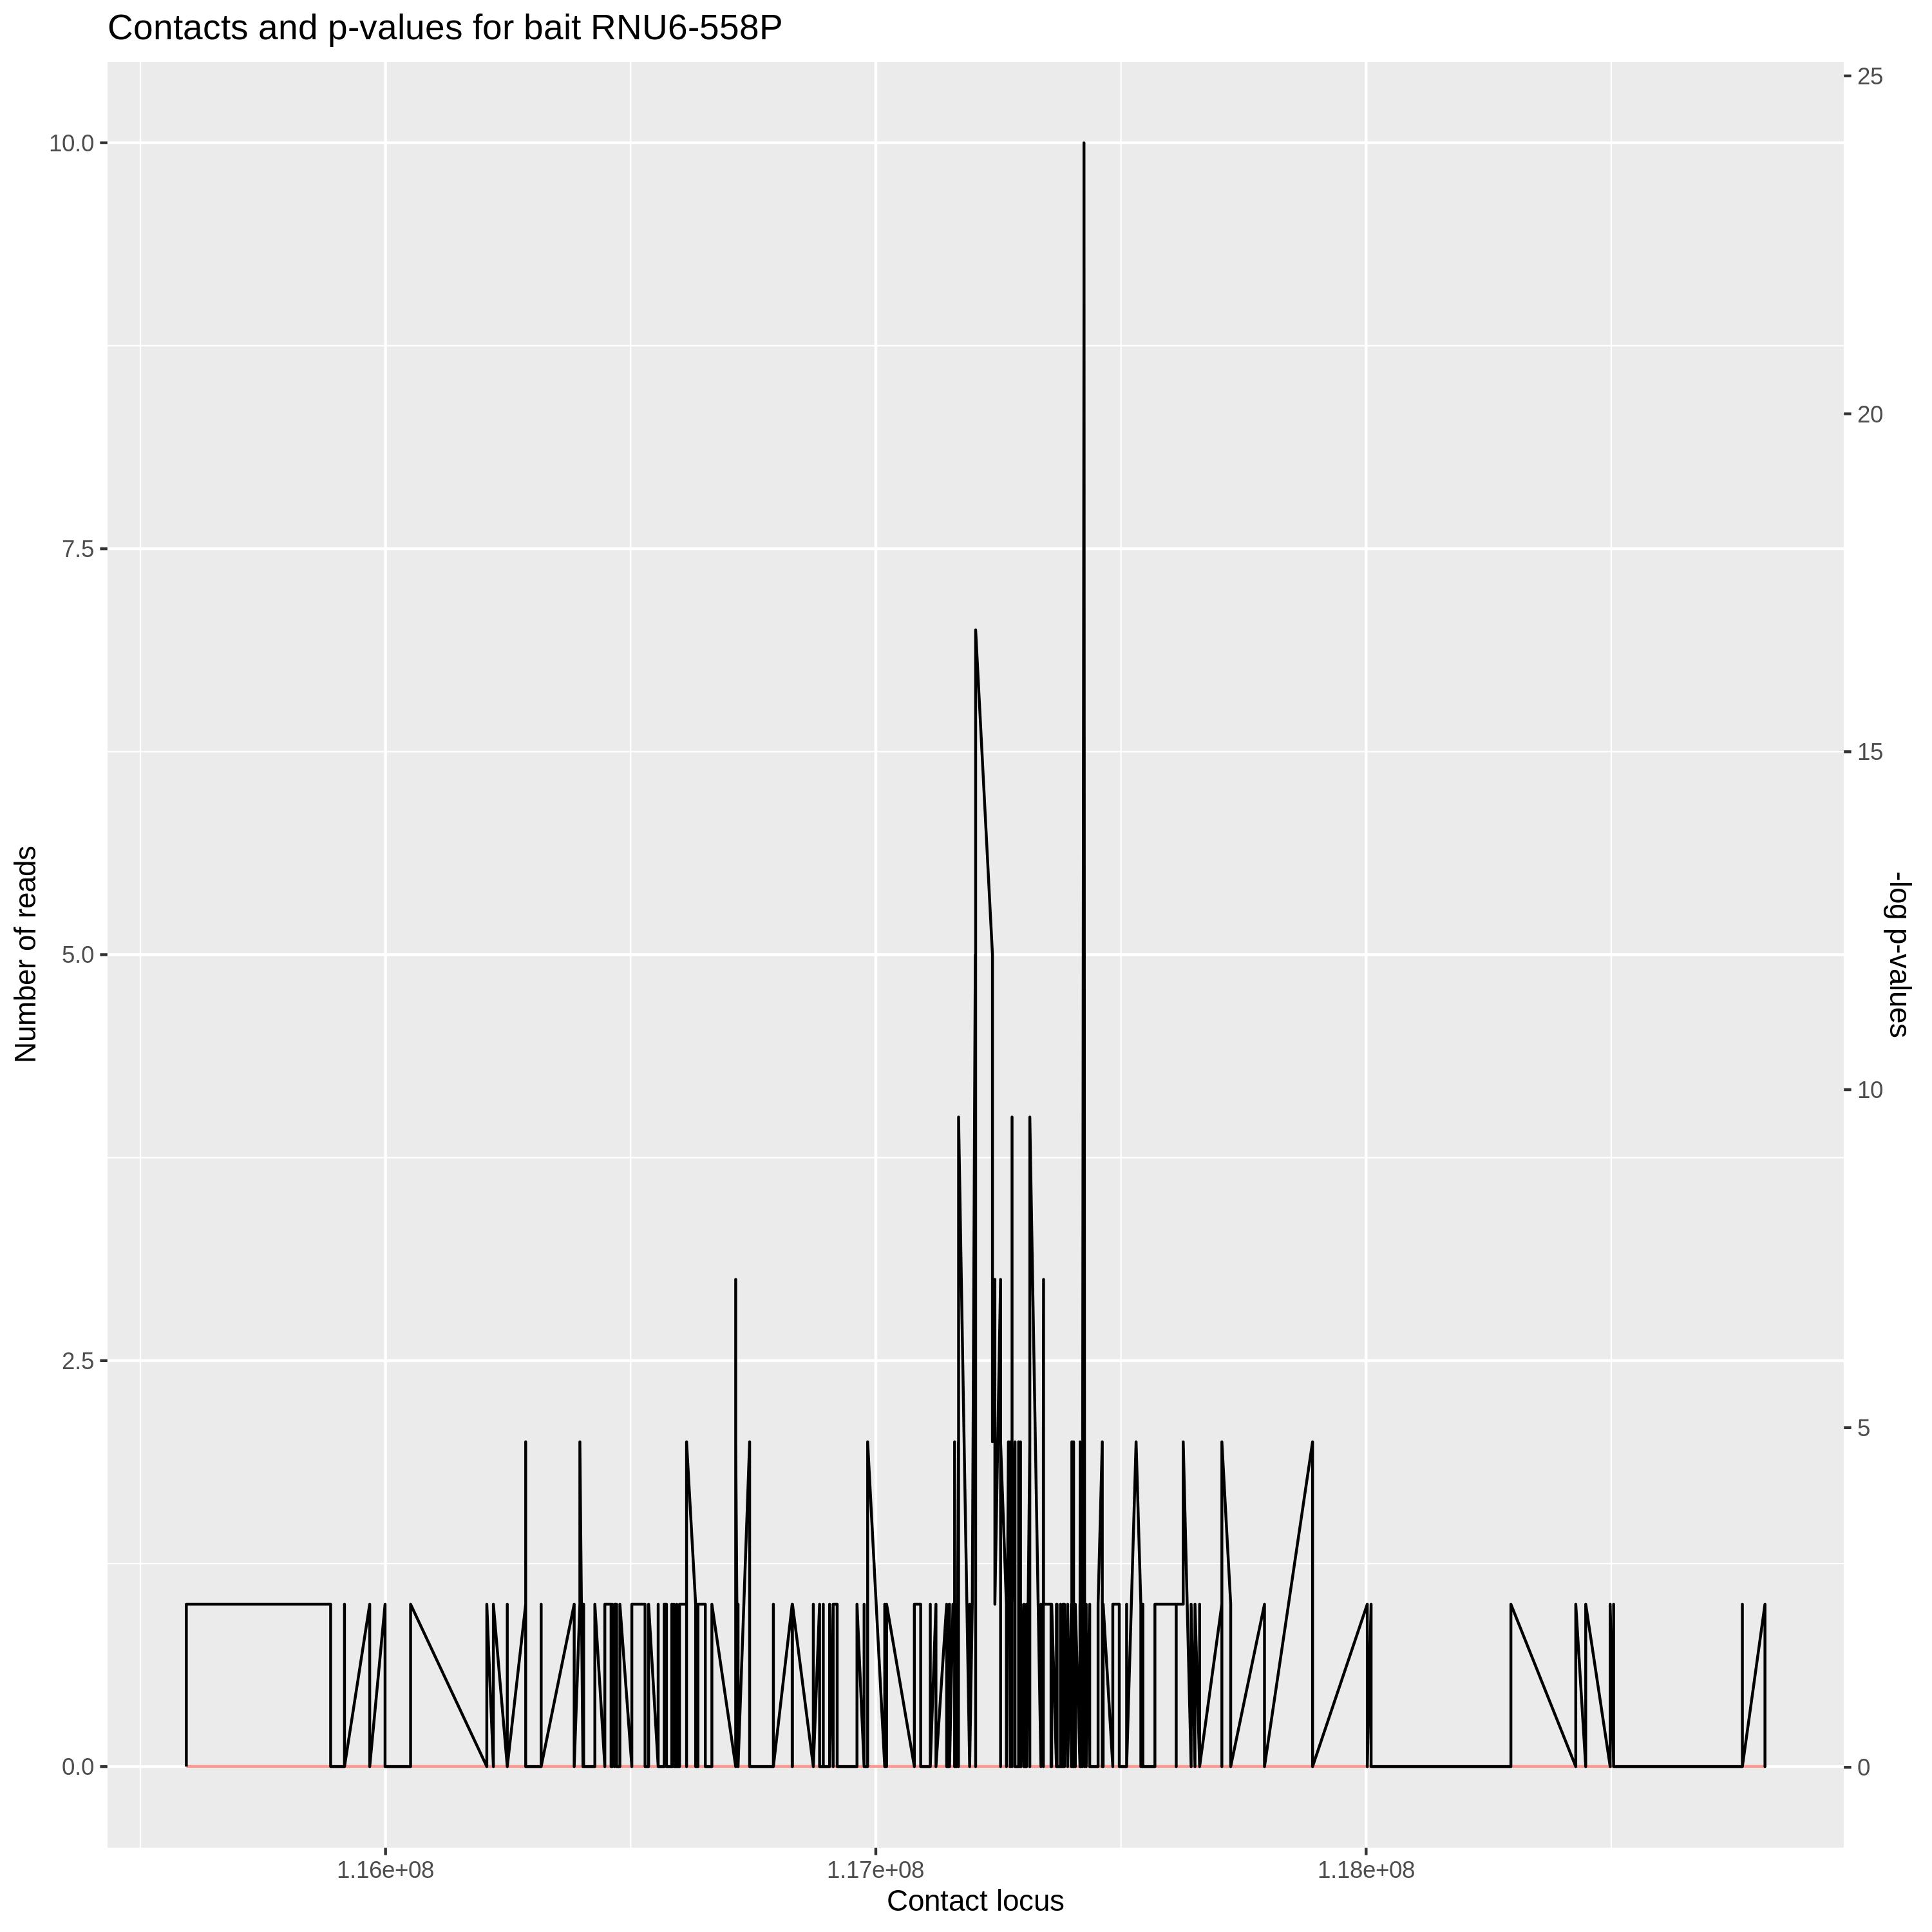 Contacts and p-values for bait RNU6-558P
10.0
7.5
5.0
2.5
0.0
Number of reads
25
20
15
10
5
0
-log p-values
1.16e+08
1.17e+08
1.18e+08
Contact locus